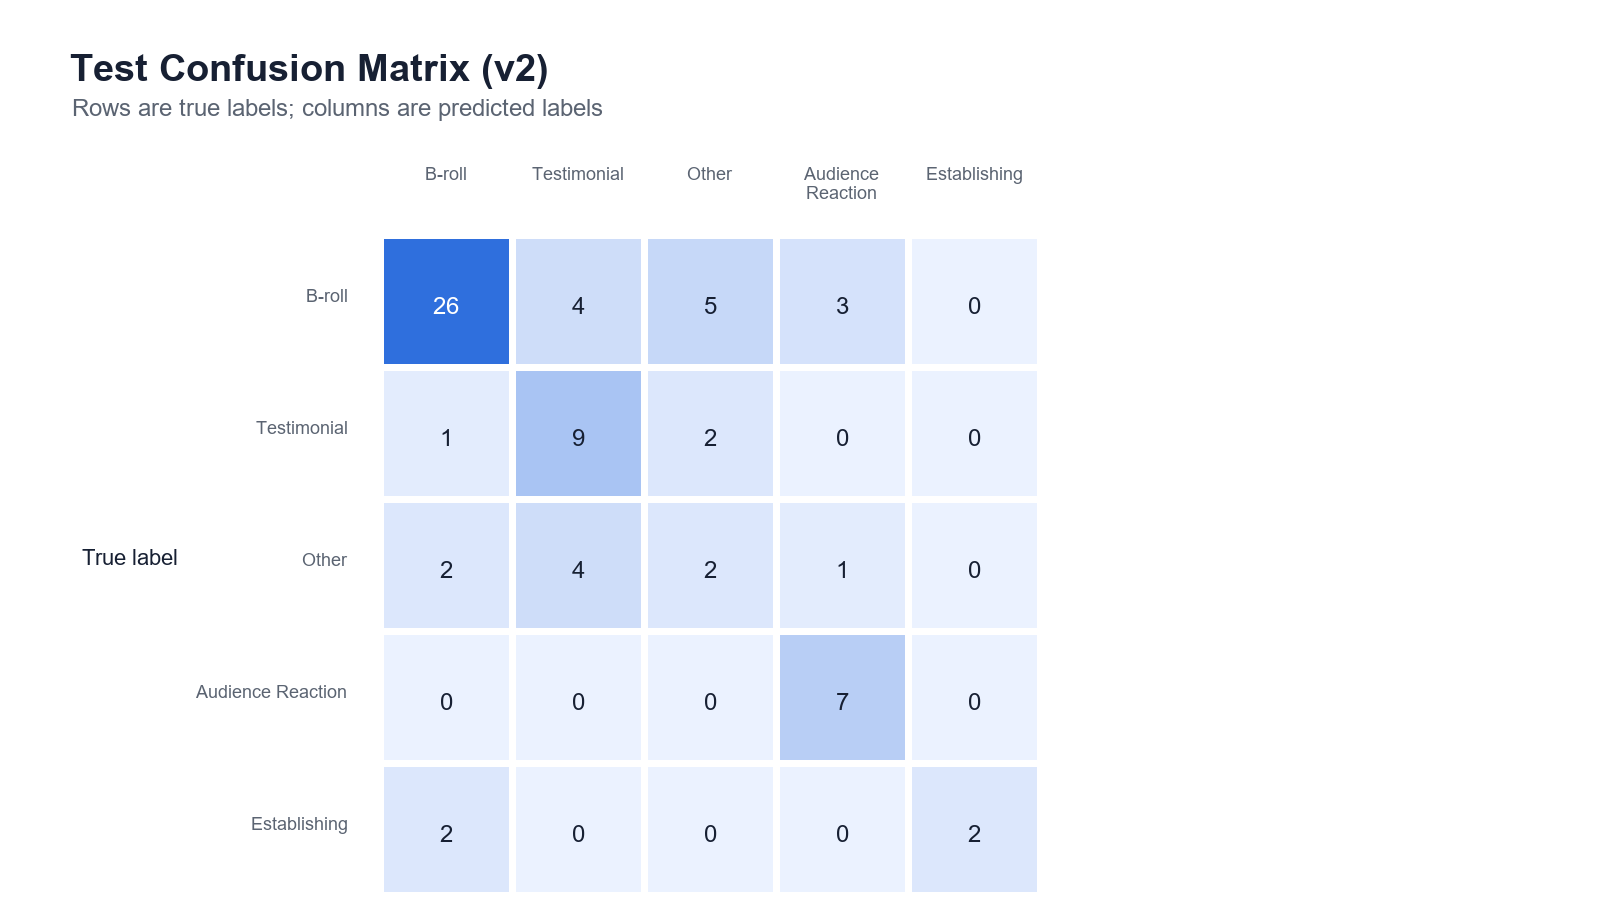 Test Confusion Matrix (v2)
Rows are true labels; columns are predicted labels
B-roll Testimonial Other Audience Reaction Establishing
B-roll 26 4 5 3 0
Testimonial 1 9 2 0 0
True label
Other 2 4 2 1 0
Audience Reaction 0 0 0 7 0
Establishing 2 0 0 0 2